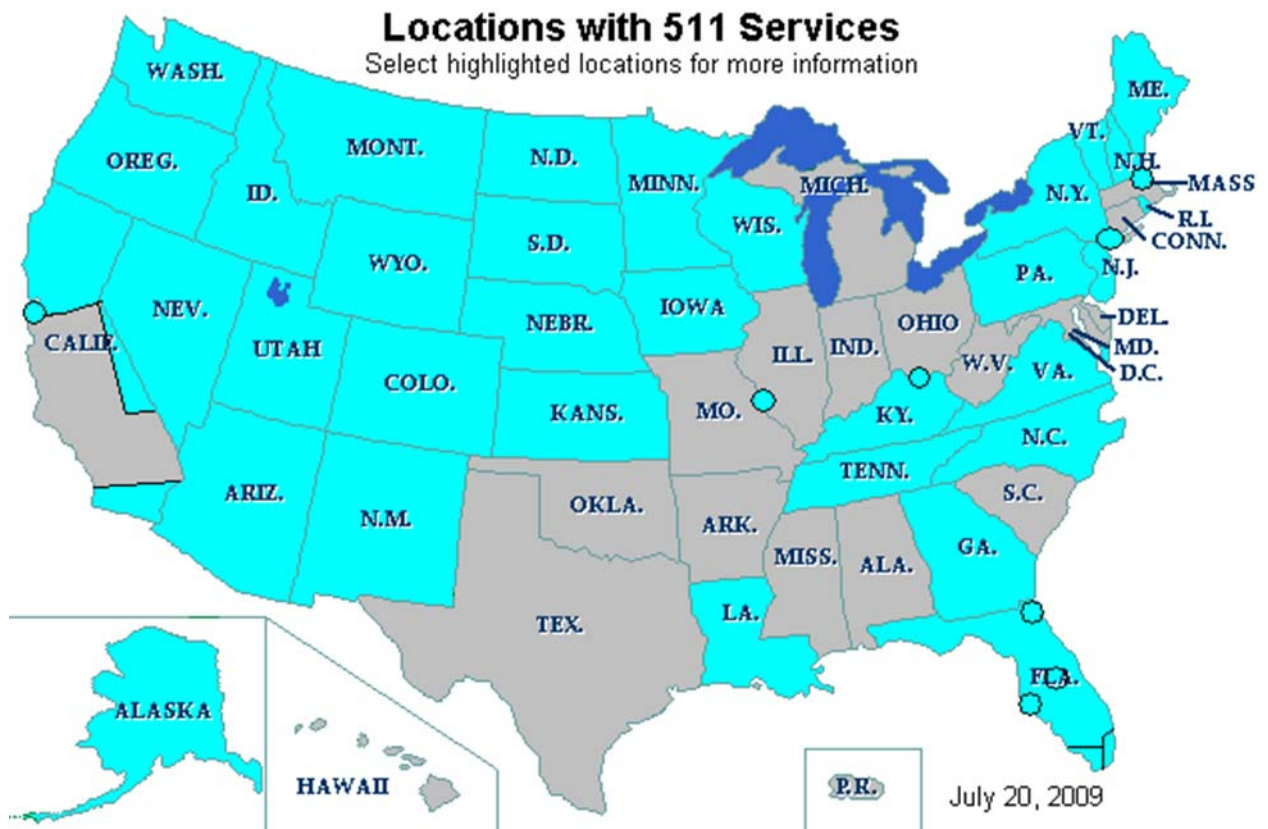 Locations with 511 Services
Select highlighted locations for more information
WASH.
ME.
VT.
MONT.
N.D.
OREG.
N.H.
MINN.
MICH.
MASS
ID.
N.Y.
R.I.
WIS.
S.D.
CONN.
WYO.
PA.
N.J.
NEV.
IOWA
NEBR.
OHIO
DEL.
CALIF.
UTAH
ILL.
IND.
MD.
W.V.
D.C.
COLO.
VA.
KANS.
MO.
KY.
N.C.
TENN.
ARIZ.
S.C.
OKLA.
N.M.
ARK.
GA.
MISS.
ALA.
LA.
TEX.
FLA.
ALASKA
HAWAII
P.R.
July 20, 2009